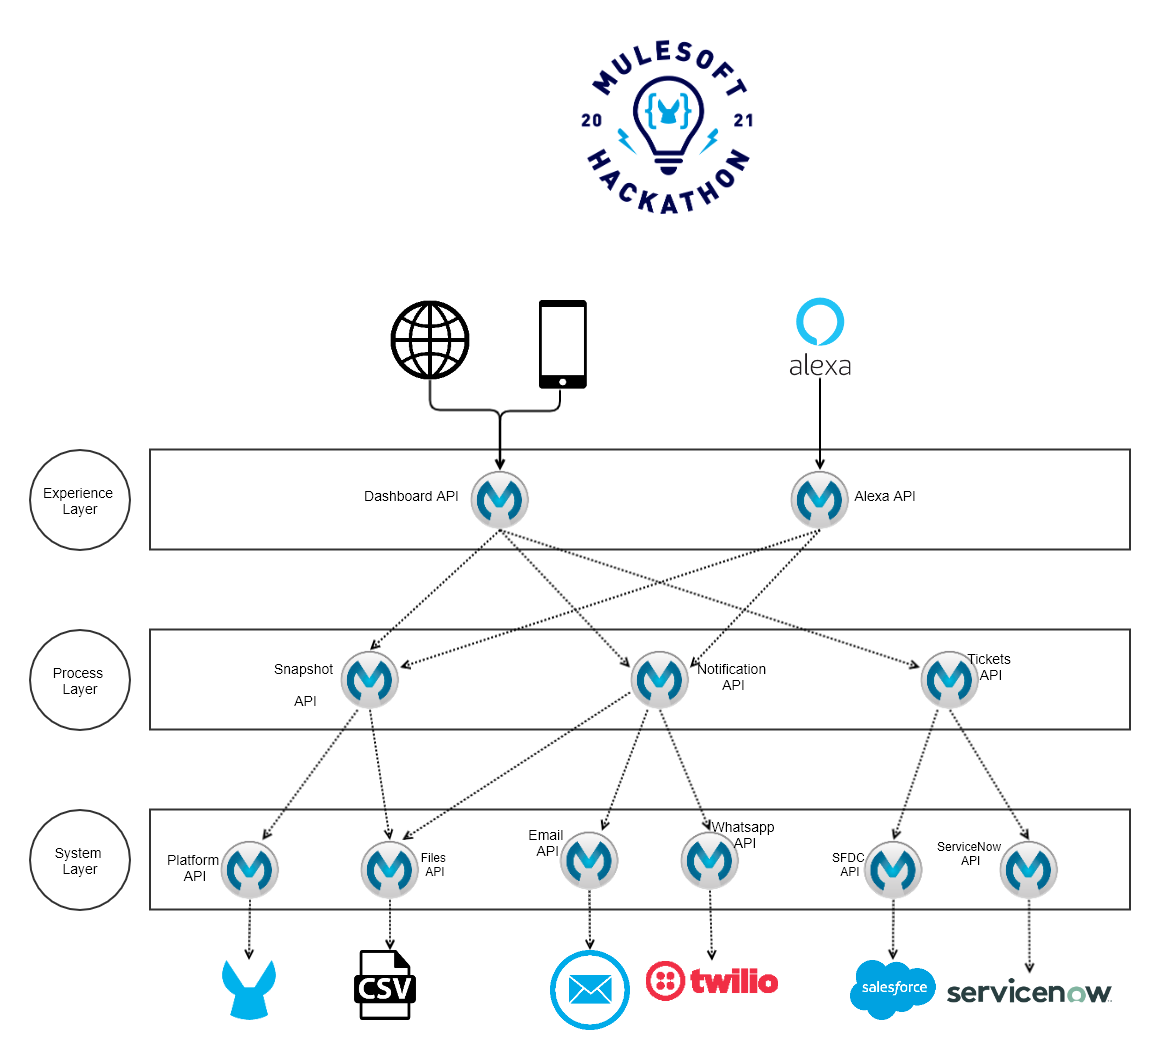 MULESOFT
20 21
HACKATHON
alexa
Experience
Layer
Dashboard API
Alexa API
Process
Layer
Snapshot
API
Notification
API
Tickets
API
System
Layer
Platform
API
Files
API
Email
API
Whatsapp
API
SFDC
API
ServiceNow
API
CSV
twilio
salesforce
servicenow